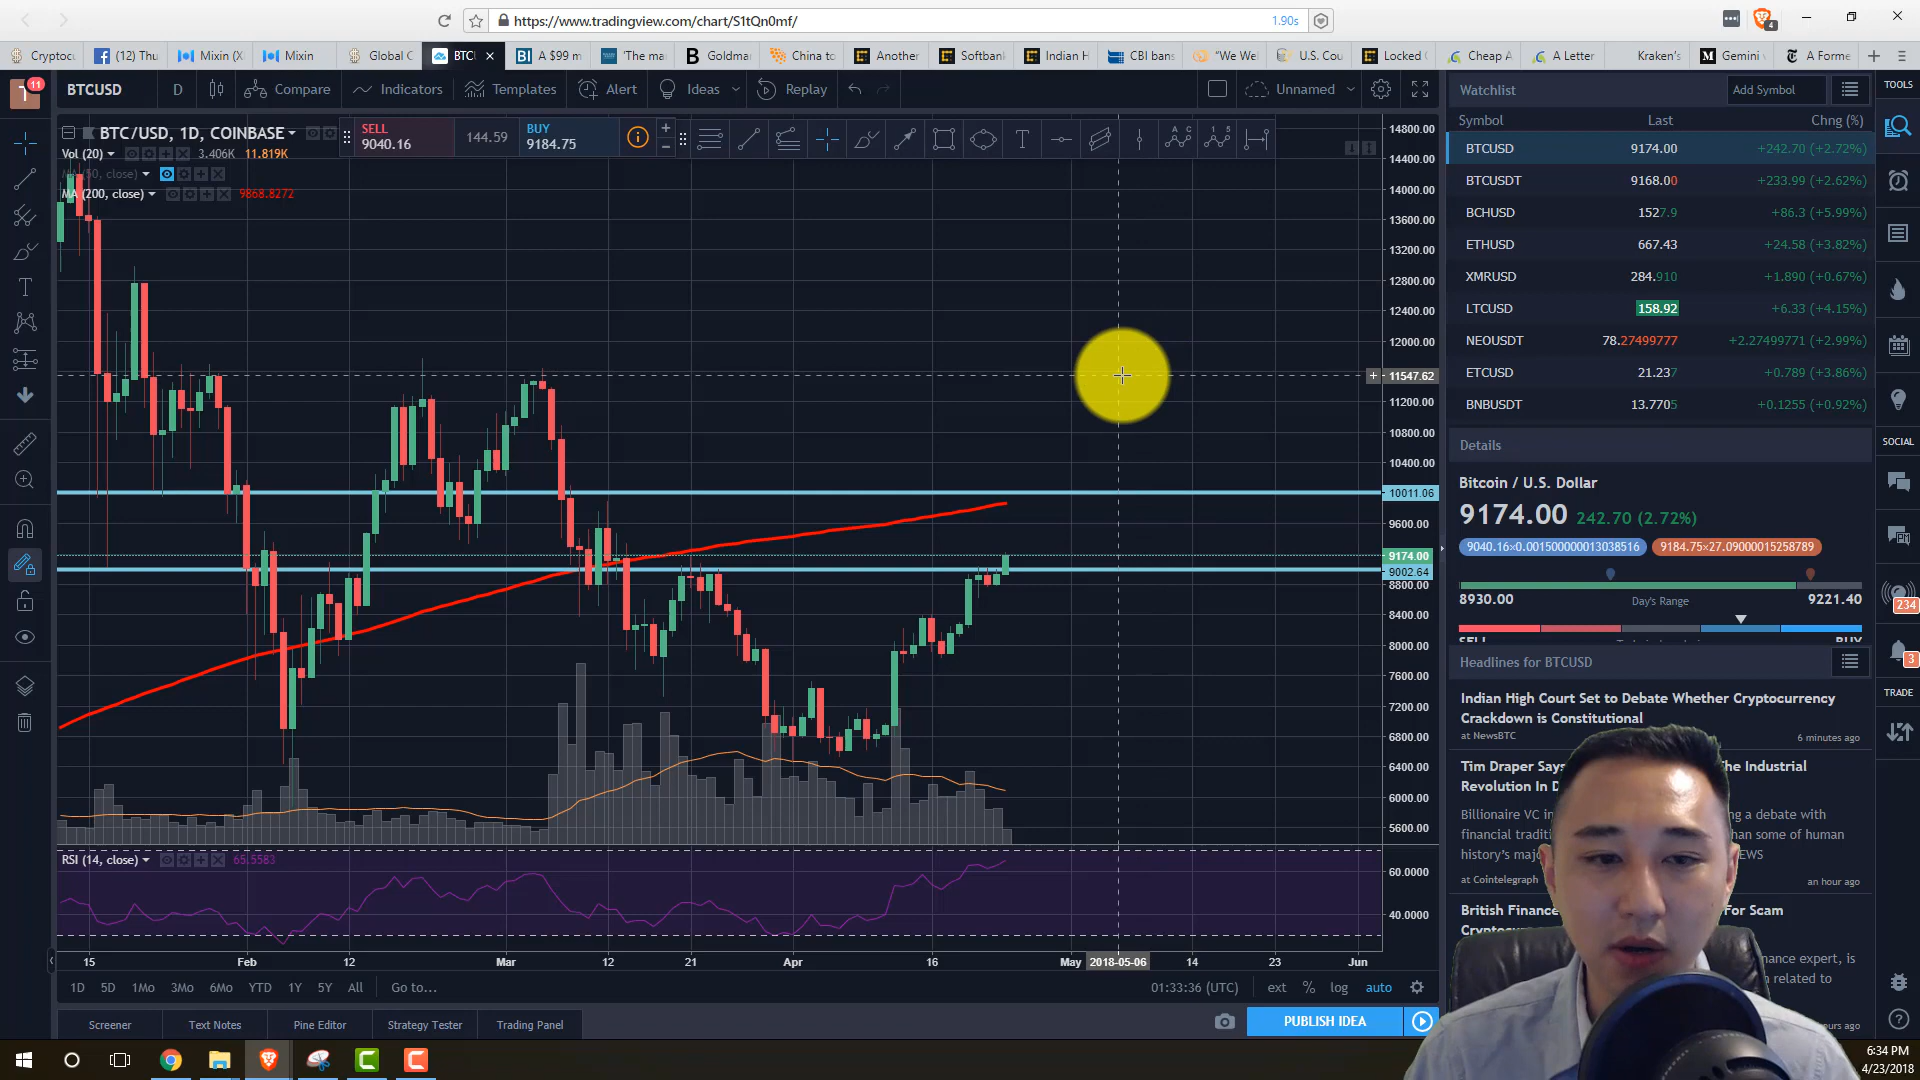 https://www.tradingview.com/chart/S1tQn0mf/
1.90s
4
Cryptoc
(12) Thu
Mixin (X
Mixin
Global C
BTC
A $99 m
'The ma
Goldma
China to
Another
Softbank
Indian H
CBI bans
"We Wel
U.S. Cou
Locked
Cheap A
A Letter
Kraken's
Gemini
A Forme
11
BTCUSD
D
Compare
Indicators
Templates
Alert
Ideas
Replay
Unnamed
BTC/USD, 1D, COINBASE
SELL
9040.16
144.59
BUY
9184.75
Vol (20)
3.406K
11.819K
MA (50, close)
MA (200, close)
9868.8272
14800.00
14400.00
14000.00
13600.00
13200.00
12800.00
12400.00
12000.00
11547.62
11200.00
10800.00
10400.00
10011.06
9600.00
9174.00
9002.64
8800.00
8400.00
8000.00
7600.00
7200.00
6800.00
6400.00
6000.00
5600.00
RSI (14, close)
65.5583
60.0000
40.0000
15
Feb
12
Mar
12
21
Apr
16
May
2018-05-06
14
23
Jun
1D
5D
1Mo
3Mo
6Mo
YTD
1Y
5Y
All
Go to...
01:33:36 (UTC)
ext
%
log
auto
Screener
Text Notes
Pine Editor
Strategy Tester
Trading Panel
PUBLISH IDEA
Watchlist
Add Symbol
Symbol
Last
Chng (%)
BTCUSD 9174.00 +242.70 (+2.72%)
BTCUSDT 9168.00 +233.99 (+2.62%)
BCHUSD 1527.9 +86.3 (+5.99%)
ETHUSD 667.43 +24.58 (+3.82%)
XMRUSD 284.910 +1.890 (+0.67%)
LTCUSD 158.92 +6.33 (+4.15%)
NEOUSDT 78.27499777 +2.27499771 (+2.99%)
ETCUSD 21.237 +0.789 (+3.86%)
BNBUSDT 13.7705 +0.1255 (+0.92%)
Details
Bitcoin / U.S. Dollar
9174.00 242.70 (2.72%)
9040.16×0.001500000013038516
9184.75×27.09000015258789
8930.00
Day's Range
9221.40
SELL
BUY
Headlines for BTCUSD
Indian High Court Set to Debate Whether Cryptocurrency
Crackdown is Constitutional
at NewsBTC
6 minutes ago
Tim Draper Says
The Industrial
Revolution In D
Billionaire VC in
ng a debate with
financial traditi
han some of human
history's maj
EWS
at Cointelegraph
an hour ago
British Finance
For Scam
Cryptocu
nance expert, is
n related to
ours ago
TOOLS
SOCIAL
234
3
TRADE
6:34 PM
4/23/2018